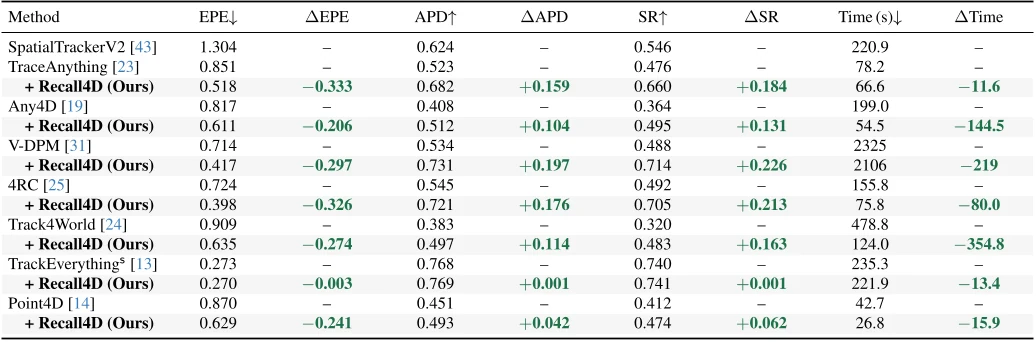 Method EPE↓ ΔEPE APD↑ ΔAPD SR↑ ΔSR Time (s)↓ ΔTime
SpatialTrackerV2 [43] 1.304 – 0.624 – 0.546 – 220.9 –
TraceAnything [23] 0.851 – 0.523 – 0.476 – 78.2 –
+ Recall4D (Ours) 0.518 −0.333 0.682 +0.159 0.660 +0.184 66.6 −11.6
Any4D [19] 0.817 – 0.408 – 0.364 – 199.0 –
+ Recall4D (Ours) 0.611 −0.206 0.512 +0.104 0.495 +0.131 54.5 −144.5
V-DPM [31] 0.714 – 0.534 – 0.488 – 2325 –
+ Recall4D (Ours) 0.417 −0.297 0.731 +0.197 0.714 +0.226 2106 −219
4RC [25] 0.724 – 0.545 – 0.492 – 155.8 –
+ Recall4D (Ours) 0.398 −0.326 0.721 +0.176 0.705 +0.213 75.8 −80.0
Track4World [24] 0.909 – 0.383 – 0.320 – 478.8 –
+ Recall4D (Ours) 0.635 −0.274 0.497 +0.114 0.483 +0.163 124.0 −354.8
TrackEverythingˢ [13] 0.273 – 0.768 – 0.740 – 235.3 –
+ Recall4D (Ours) 0.270 −0.003 0.769 +0.001 0.741 +0.001 221.9 −13.4
Point4D [14] 0.870 – 0.451 – 0.412 – 42.7 –
+ Recall4D (Ours) 0.629 −0.241 0.493 +0.042 0.474 +0.062 26.8 −15.9